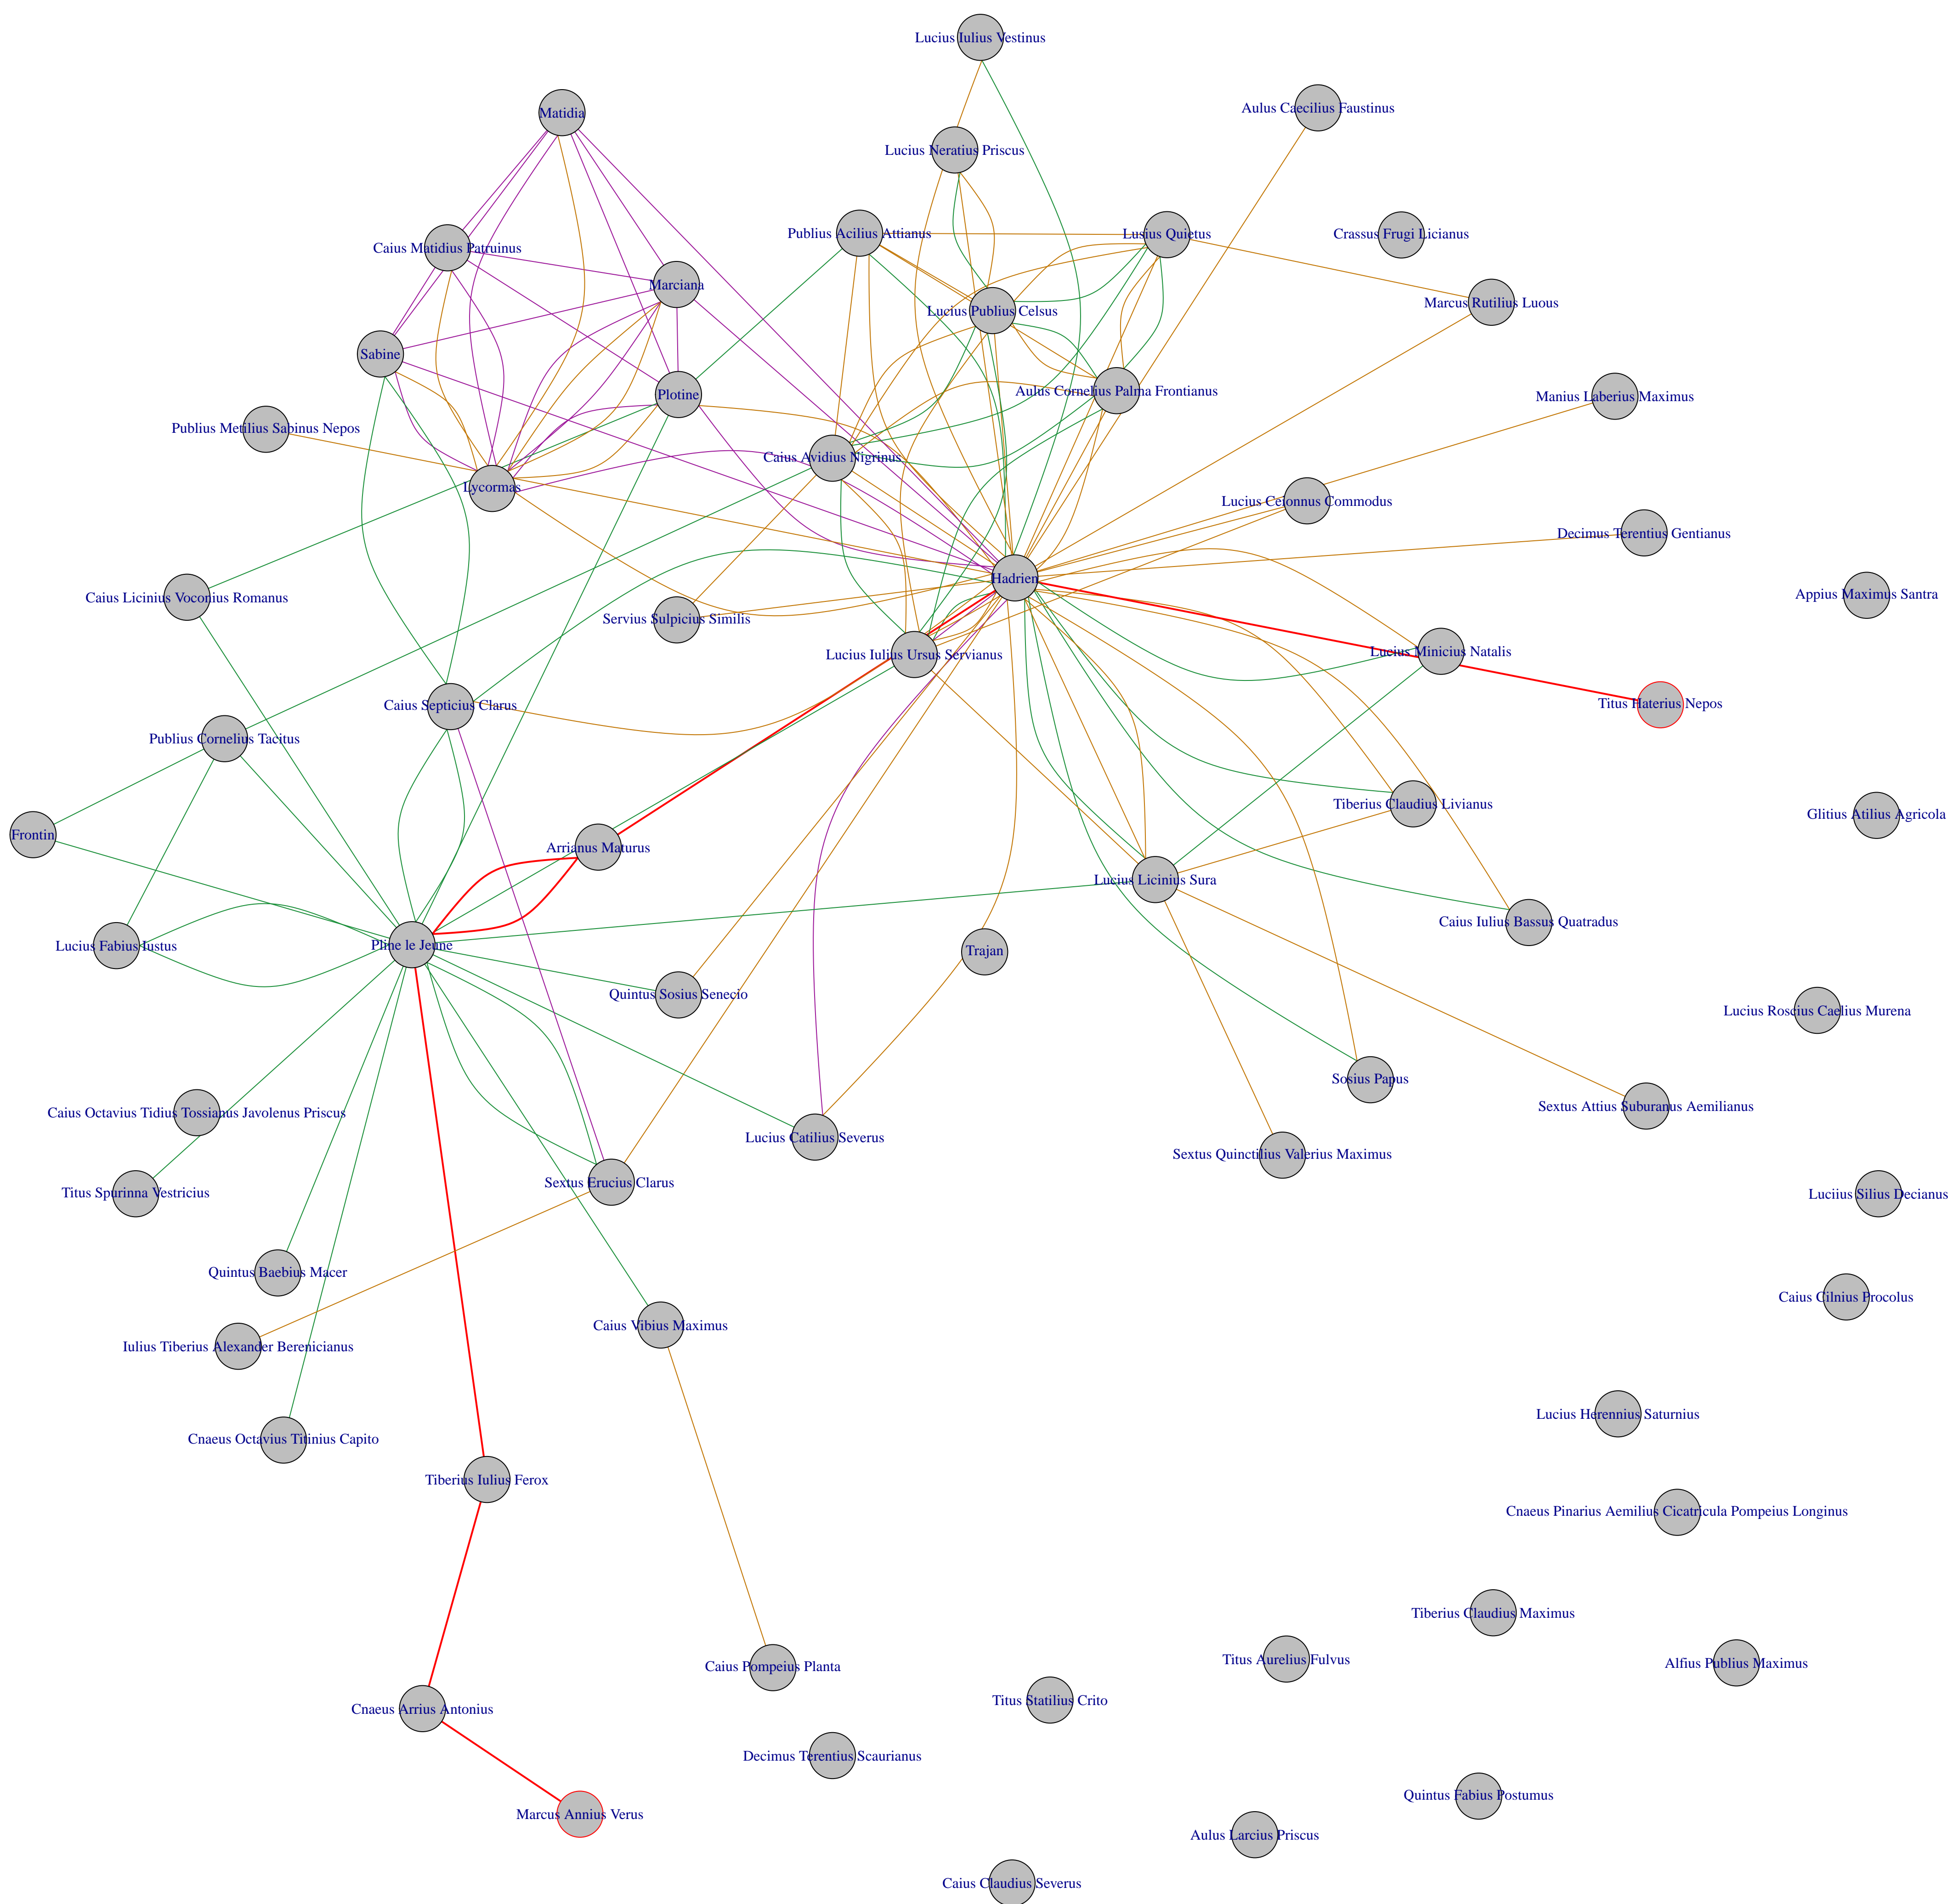 Lucius Iulius Vestinus
Aulus Caecilius Faustinus
Matidia
Lucius Neratius Priscus
Publius Acilius Attianus
Lusius Quietus
Crassus Frugi Licianus
Caius Matidius Patruinus
Marciana
Marcus Rutilius Luous
Lucius Publius Celsus
Sabine
Plotine
Aulus Cornelius Palma Frontianus
Manius Laberius Maximus
Publius Metilius Sabinus Nepos
Caius Avidius Nigrinus
Lycormas
Lucius Ceionnus Commodus
Decimus Terentius Gentianus
Hadrien
Caius Licinius Voconius Romanus
Appius Maximus Santra
Servius Sulpicius Similis
Lucius Iulius Ursus Servianus
Lucius Minicius Natalis
Caius Septicius Clarus
Titus Haterius Nepos
Publius Cornelius Tacitus
Tiberius Claudius Livianus
Glitius Atilius Agricola
Frontin
Arrianus Maturus
Lucius Licinius Sura
Caius Iulius Bassus Quatradus
Lucius Fabius Iustus
Pline le Jeune
Trajan
Quintus Sosius Senecio
Lucius Roscius Caelius Murena
Sosius Papus
Sextus Attius Suburanus Aemilianus
Caius Octavius Tidius Tossianus Javolenus Priscus
Lucius Catilius Severus
Sextus Quinctilius Valerius Maximus
Sextus Erucius Clarus
Titus Spurinna Vestricius
Luciius Silius Decianus
Quintus Baebius Macer
Caius Cilnius Procolus
Caius Vibius Maximus
Iulius Tiberius Alexander Berenicianus
Lucius Herennius Saturnius
Cnaeus Octavius Titinius Capito
Tiberius Iulius Ferox
Cnaeus Pinarius Aemilius Cicatricula Pompeius Longinus
Tiberius Claudius Maximus
Titus Aurelius Fulvus
Alfius Publius Maximus
Caius Pompeius Planta
Titus Statilius Crito
Cnaeus Arrius Antonius
Decimus Terentius Scaurianus
Quintus Fabius Postumus
Marcus Annius Verus
Aulus Larcius Priscus
Caius Claudius Severus